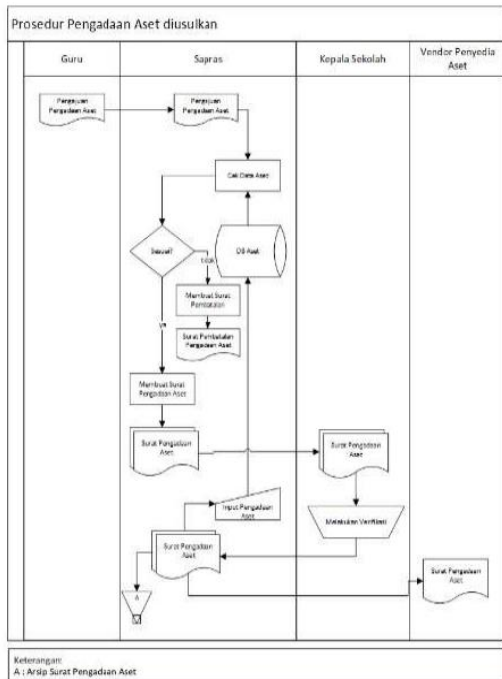 Prosedur Pengadaan Aset diusulkan
Guru
Sapras
Kepala Sekolah
Vendor Penyedia
Aset
Pengajuan
Pengadaan Aset
Pengajuan
Pengadaan Aset
Cek Data Aset
Sesuai?
tidak
DB Aset
Membuat Surat
Pembatalan
Surat Pembatalan
Pengadaan Aset
ya
Membuat Surat
Pengadaan Aset
Surat Pengadaan
Aset
Surat Pengadaan
Aset
Input Pengadaan
Aset
Melakukan Verifikasi
Surat Pengadaan
Aset
Surat Pengadaan
Aset
A
Keterangan:
A : Arsip Surat Pengadaan Aset